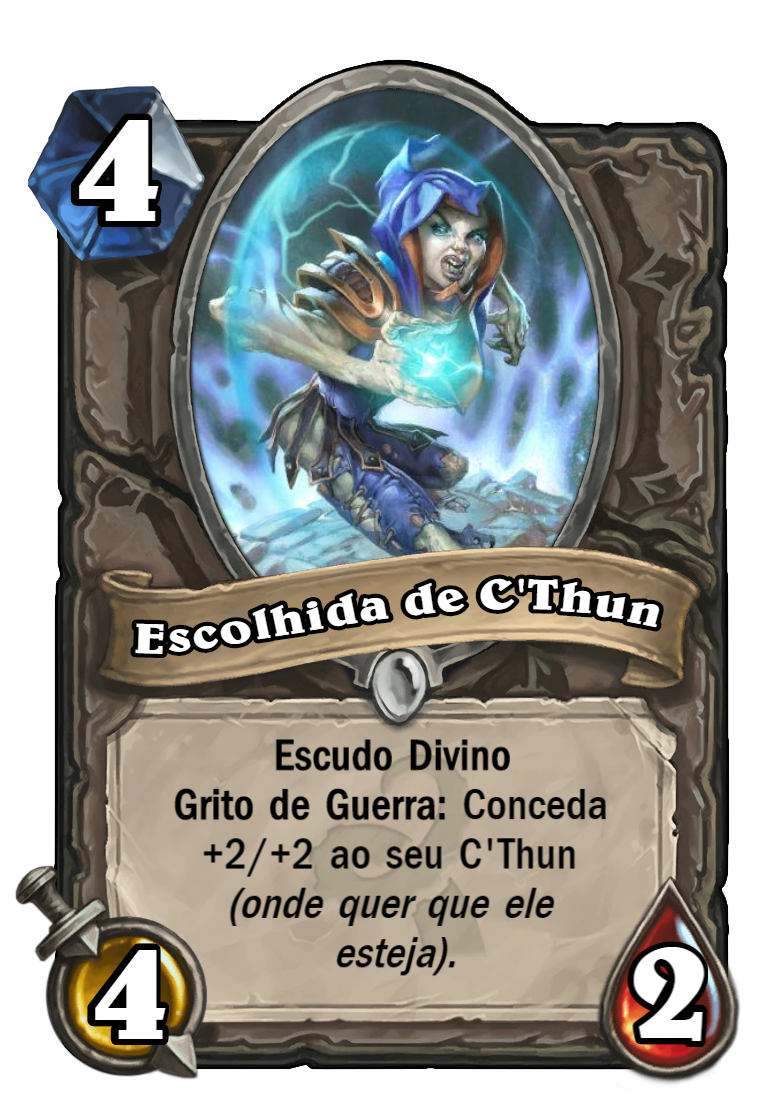 4
Escolhida de C'Thun
Escudo Divino
Grito de Guerra: Conceda
+2/+2 ao seu C'Thun
(onde quer que ele
esteja).
4
2